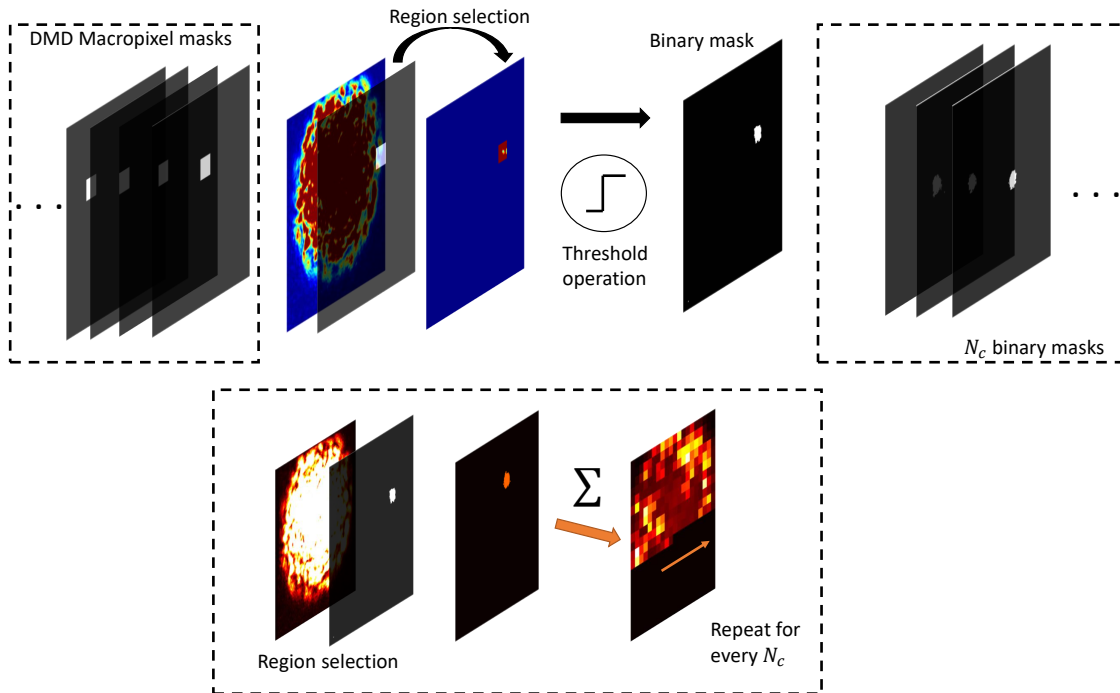 Region selection
DMD Macropixel masks
Binary mask
. . .
Threshold
operation
. . .
$N_c$ binary masks
∑
Repeat for
every $N_c$
Region selection